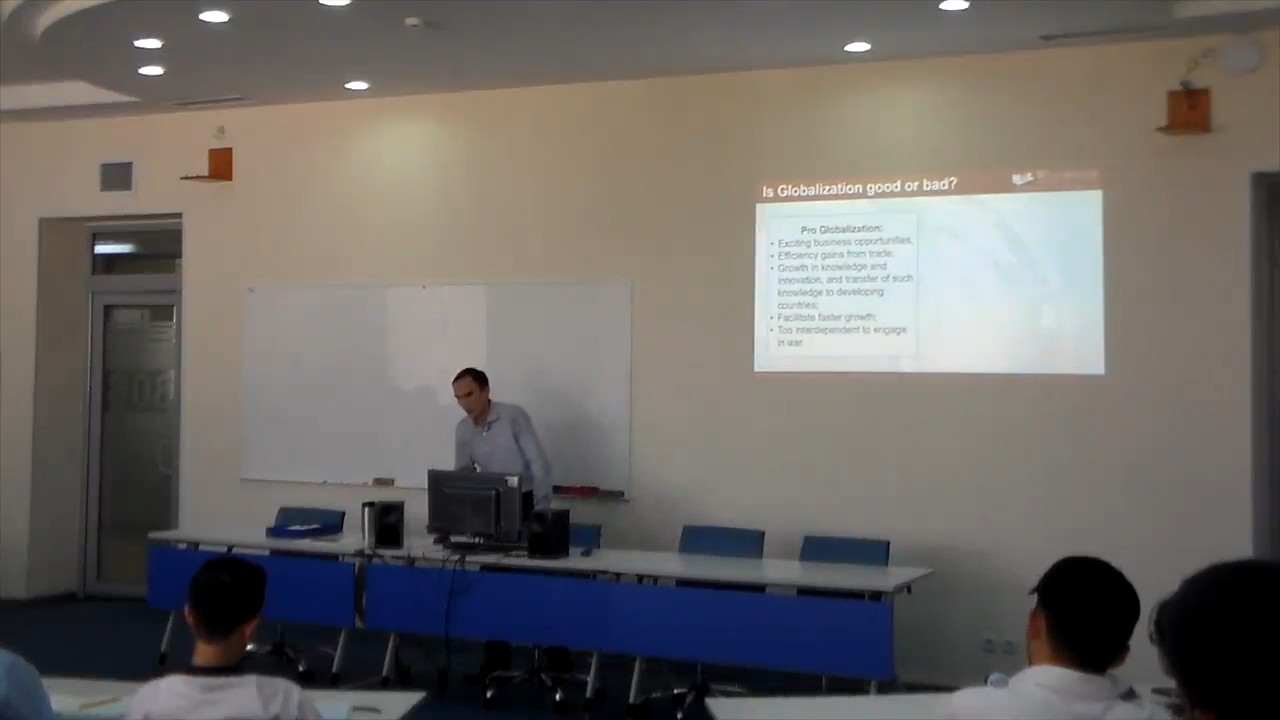 Is Globalization good or bad?
Pro Globalization:
• Exciting business opportunities;
• Efficiency gains from trade;
• Growth in knowledge and
innovation, and transfer of such
knowledge to developing
countries;
• Facilitate faster growth;
• Too interdependent to engage
in war.